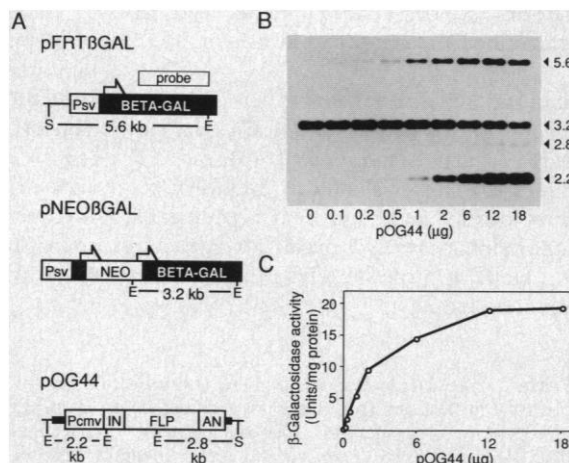 A
pFRTβGAL
probe
Psv BETA-GAL
S 5.6 kb E
pNEOβGAL
Psv NEO BETA-GAL
E 3.2 kb E
pOG44
Pcmv IN FLP AN
E 2.2 E E 2.8 S
kb kb
B
5.6
3.2
2.8
2.2
0 0.1 0.2 0.5 1 2 6 12 18
pOG44 (µg)
C
β-Galactosidase activity
(Units/mg protein)
20
15
10
5
0 6 12 18
pOG44 (µg)